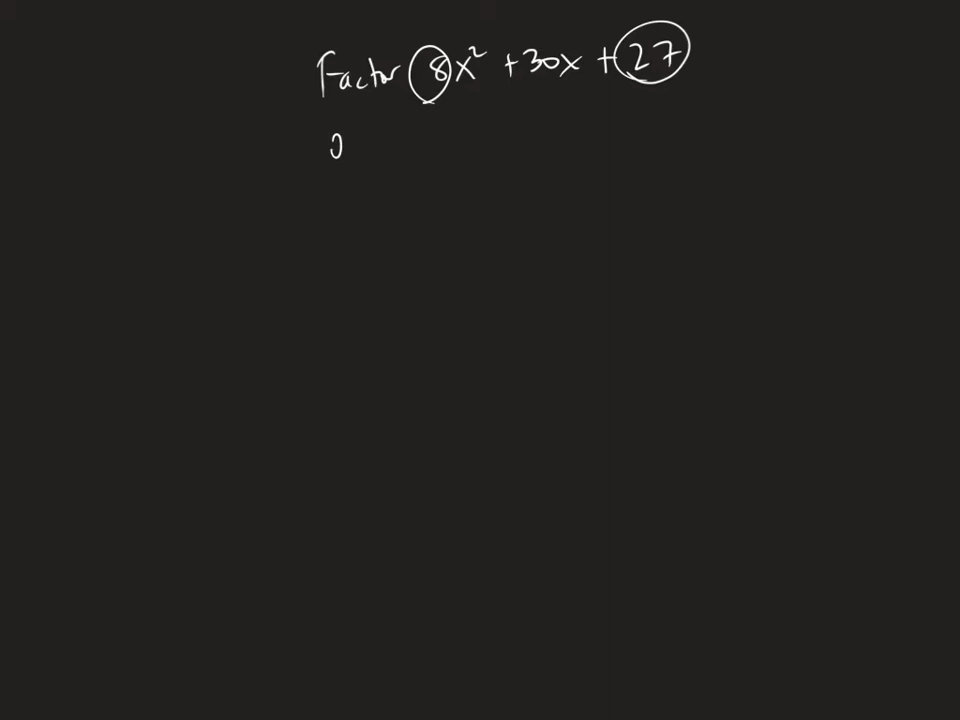 Factor 8x² + 30x + 27